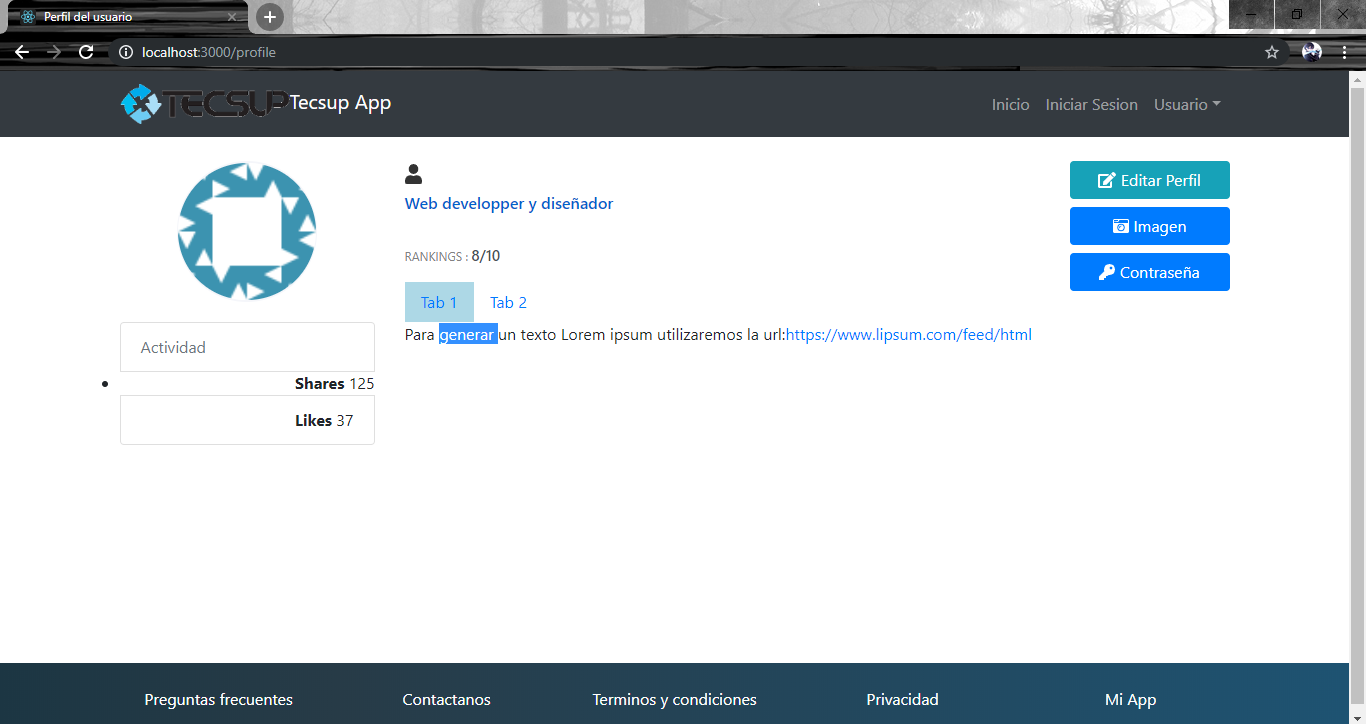 Perfil del usuario
localhost:3000/profile
TECSUP Tecsup App
Inicio Iniciar Sesion Usuario
Web developper y diseñador
RANKINGS : 8/10
Tab 1 Tab 2
Para generar un texto Lorem ipsum utilizaremos la url:https://www.lipsum.com/feed/html
Editar Perfil
Imagen
Contraseña
Actividad
Shares 125
Likes 37
Preguntas frecuentes Contactanos Terminos y condiciones Privacidad Mi App